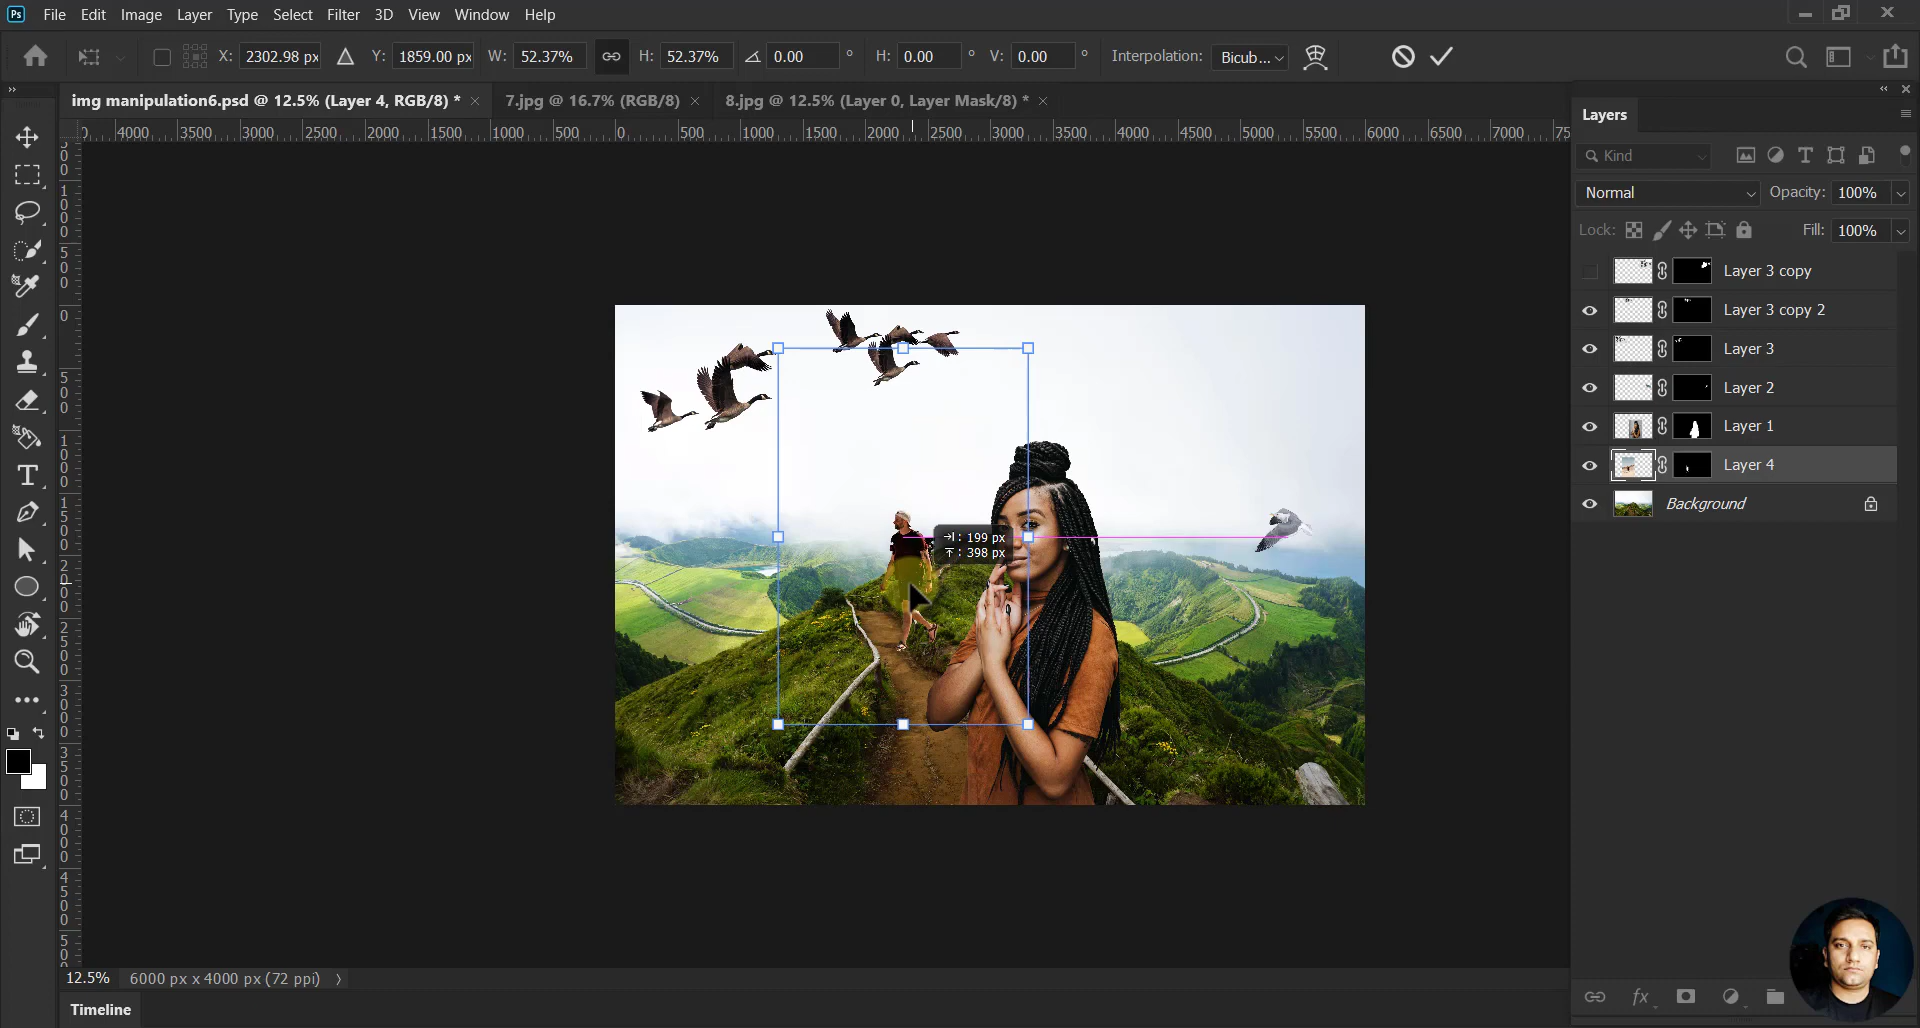 Ps File Edit Image Layer Type Select Filter 3D View Window Help
X: 2302.98 px Y: 1859.00 px W: 52.37% H: 52.37% 0.00 ° H: 0.00 ° V: 0.00 ° Interpolation: Bicub...
img manipulation6.psd @ 12.5% (Layer 4, RGB/8) * 7.jpg @ 16.7% (RGB/8) 8.jpg @ 12.5% (Layer 0, Layer Mask/8) *
4000 3500 3000 2500 2000 1500 1000 500 0 500 1000 1500 2000 2500 3000 3500 4000 4500 5000 5500 6000 6500 7000
Layers
Kind
Normal Opacity: 100%
Lock: Fill: 100%
Layer 3 copy
Layer 3 copy 2
Layer 3
Layer 2
Layer 1
Layer 4
Background
: 199 px
: 398 px
12.5% 6000 px x 4000 px (72 ppi)
Timeline
fx